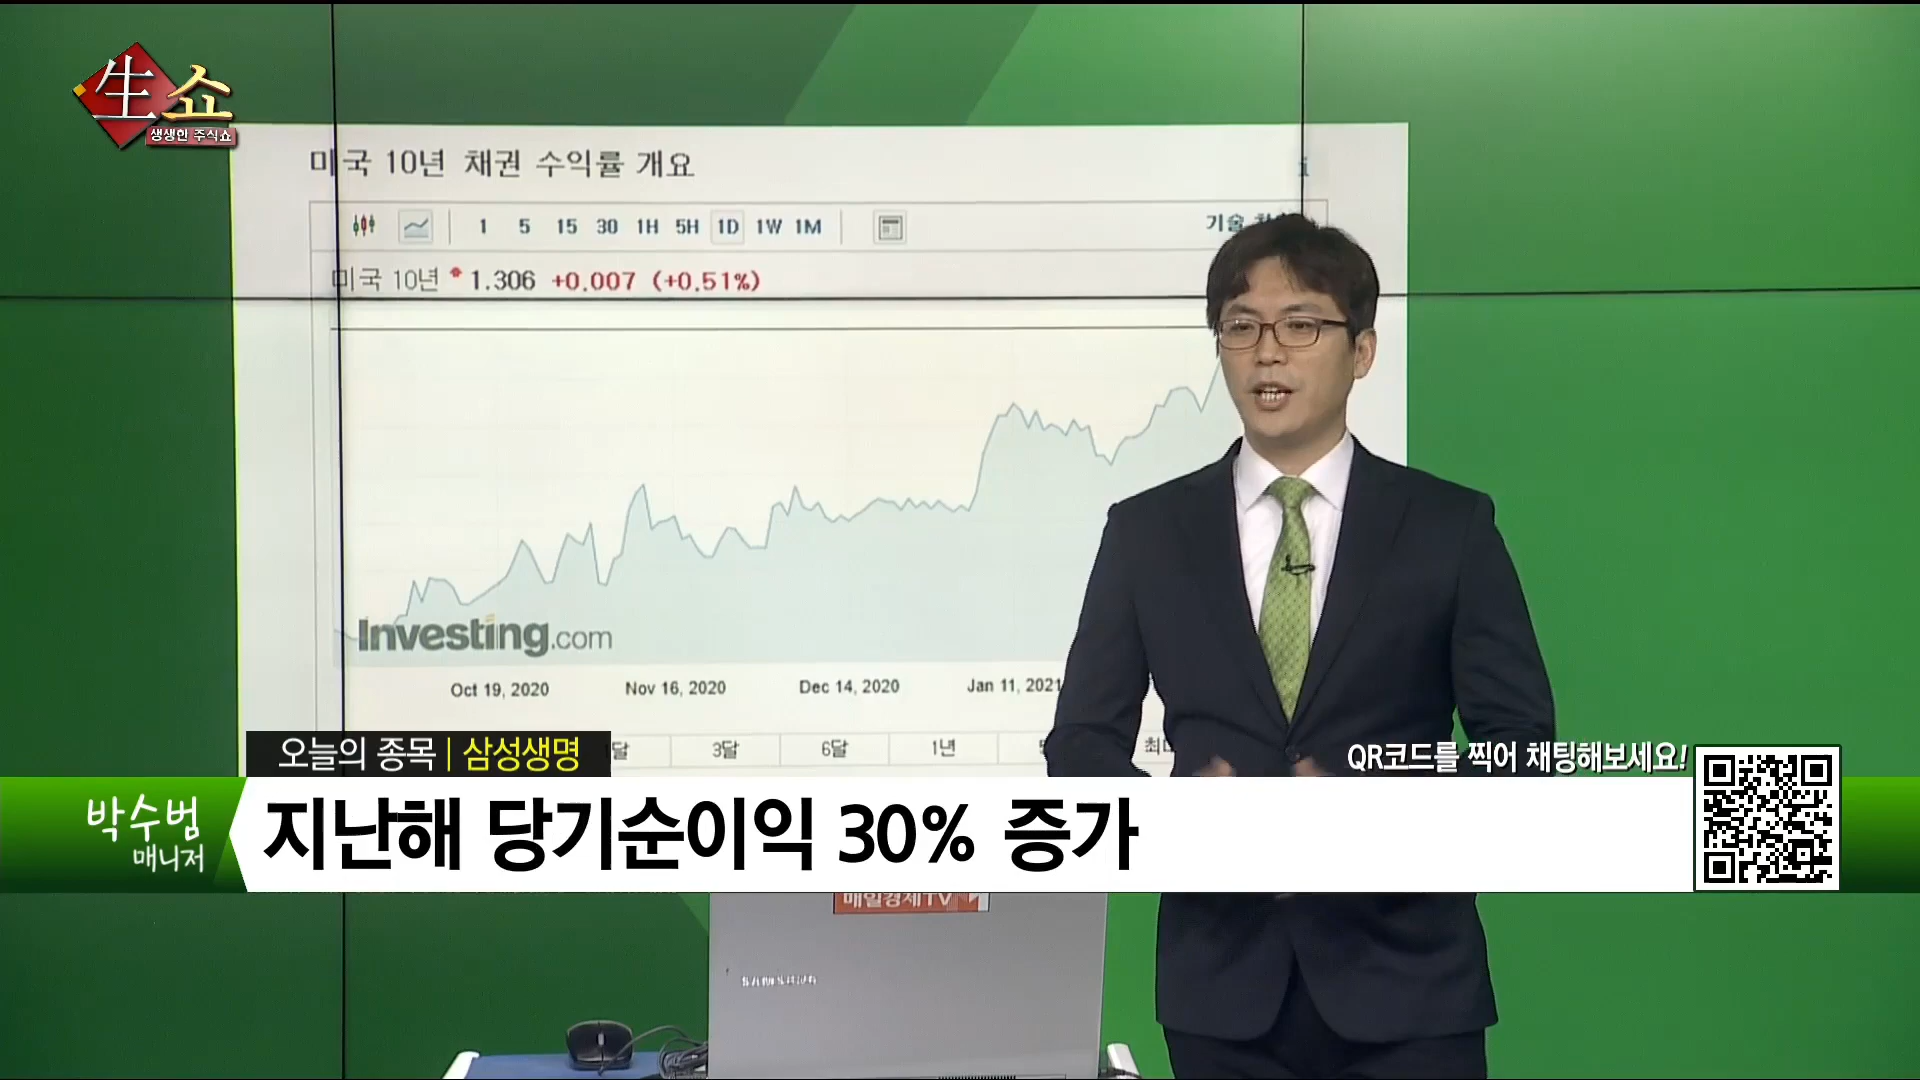 生쇼
생생한 주식쇼
미국 10년 채권 수익률 개요
1 5 15 30 1H 5H 1D 1W 1M
기술
미국 10년 1.306 +0.007 (+0.51%)
Investing.com
Oct 19, 2020 Nov 16, 2020 Dec 14, 2020 Jan 11, 2021
3달 6달 1년
오늘의 종목 | 삼성생명
QR코드를 찍어 채팅해보세요!
박수범
매니저
지난해 당기순이익 30% 증가
매일경제TV